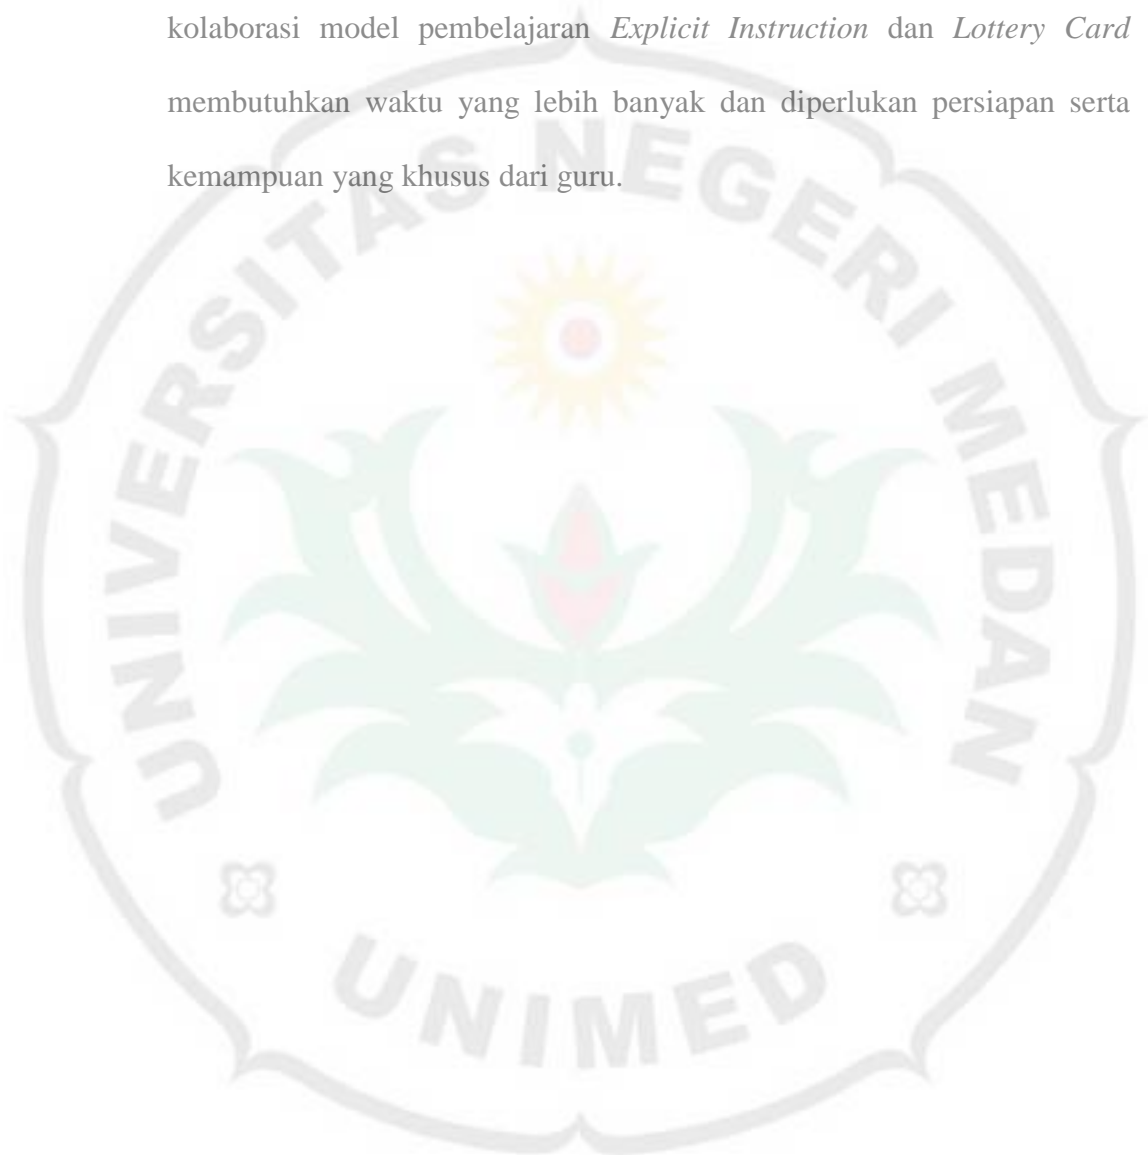 kolaborasi model pembelajaran Explicit Instruction dan Lottery Card
membutuhkan waktu yang lebih banyak dan diperlukan persiapan serta
kemampuan yang khusus dari guru.
UNIVERSITAS NEGERI MEDAN
UNIMED